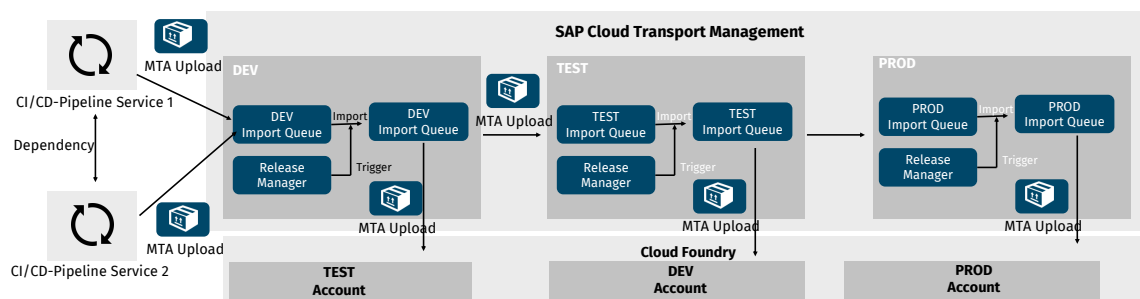 SAP Cloud Transport Management
MTA Upload
CI/CD-Pipeline Service 1
Dependency
MTA Upload
CI/CD-Pipeline Service 2
DEV
DEV
Import Queue
Import
DEV
Import Queue
Release
Manager
Trigger
MTA Upload
MTA Upload
TEST
TEST
Import Queue
Import
TEST
Import Queue
Release
Manager
Trigger
MTA Upload
PROD
PROD
Import Queue
Import
PROD
Import Queue
Release
Manager
Trigger
MTA Upload
Cloud Foundry
TEST
Account
DEV
Account
PROD
Account